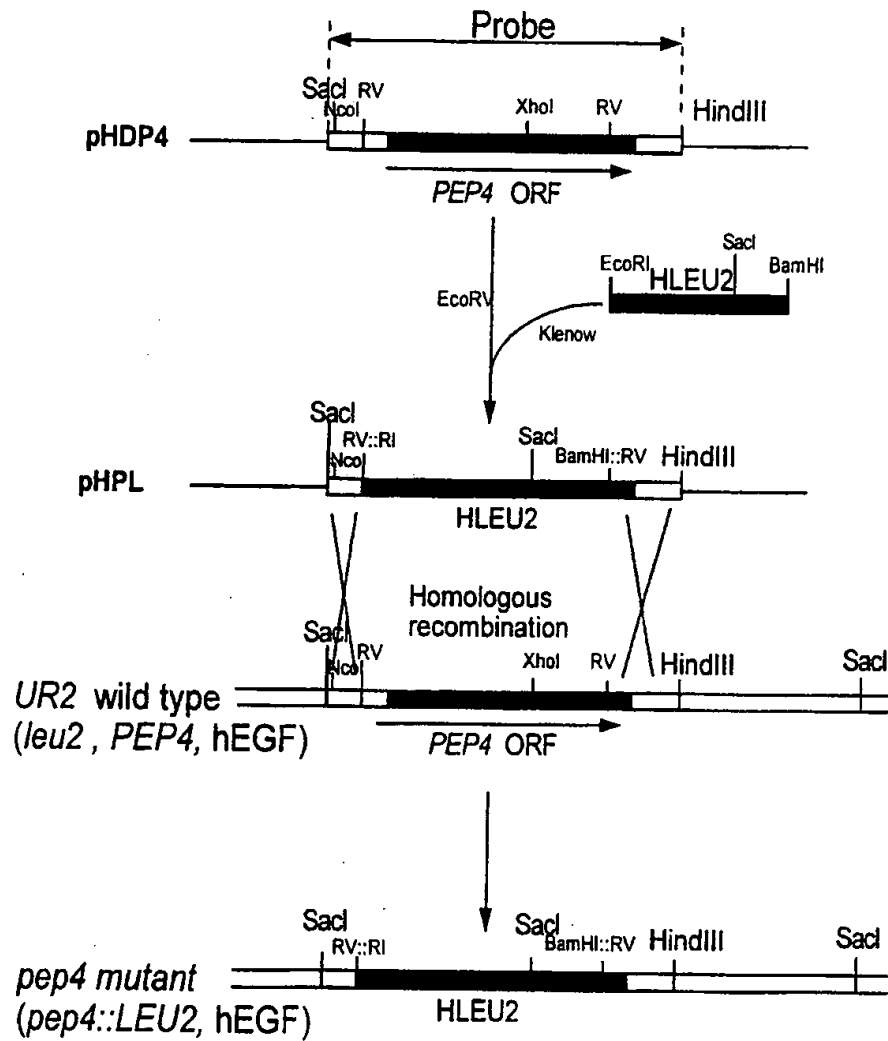 Probe
SacI
NcoI
RV
XhoI
RV
HindIII
pHDP4
PEP4 ORF
EcoRV
Klenow
EcoRI
HLEU2
SacI
BamHI
SacI
NcoI
RV::RI
SacI
BamHI::RV
HindIII
pHPL
HLEU2
Homologous
recombination
SacI
NcoI
RV
XhoI
RV
HindIII
SacI
UR2 wild type
(leu2 , PEP4, hEGF)
PEP4 ORF
SacI
RV::RI
SacI
BamHI::RV
HindIII
SacI
pep4 mutant
(pep4::LEU2, hEGF)
HLEU2